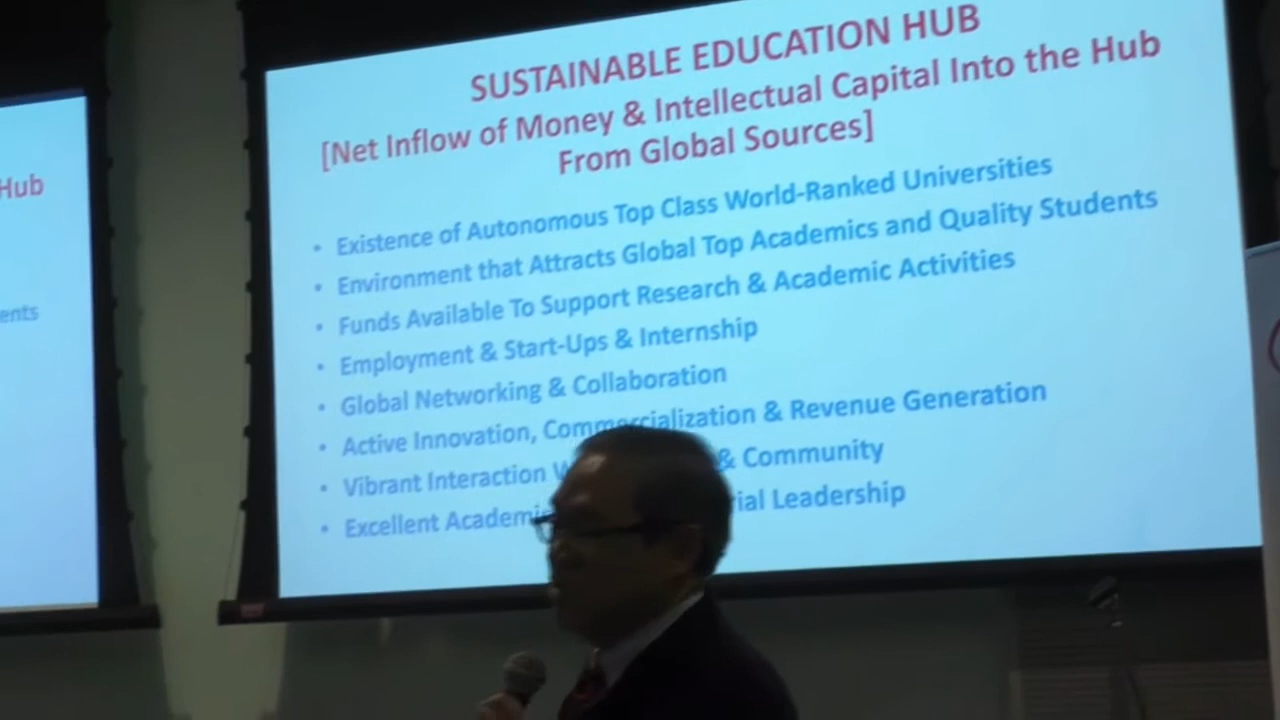 Hub
ents
SUSTAINABLE EDUCATION HUB
[Net Inflow of Money & Intellectual Capital Into the Hub
From Global Sources]
• Existence of Autonomous Top Class World-Ranked Universities
• Environment that Attracts Global Top Academics and Quality Students
• Funds Available To Support Research & Academic Activities
• Employment & Start-Ups & Internship
• Global Networking & Collaboration
• Active Innovation, Commercialization & Revenue Generation
• Vibrant Interaction & Community
• Excellent Academi rial Leadership